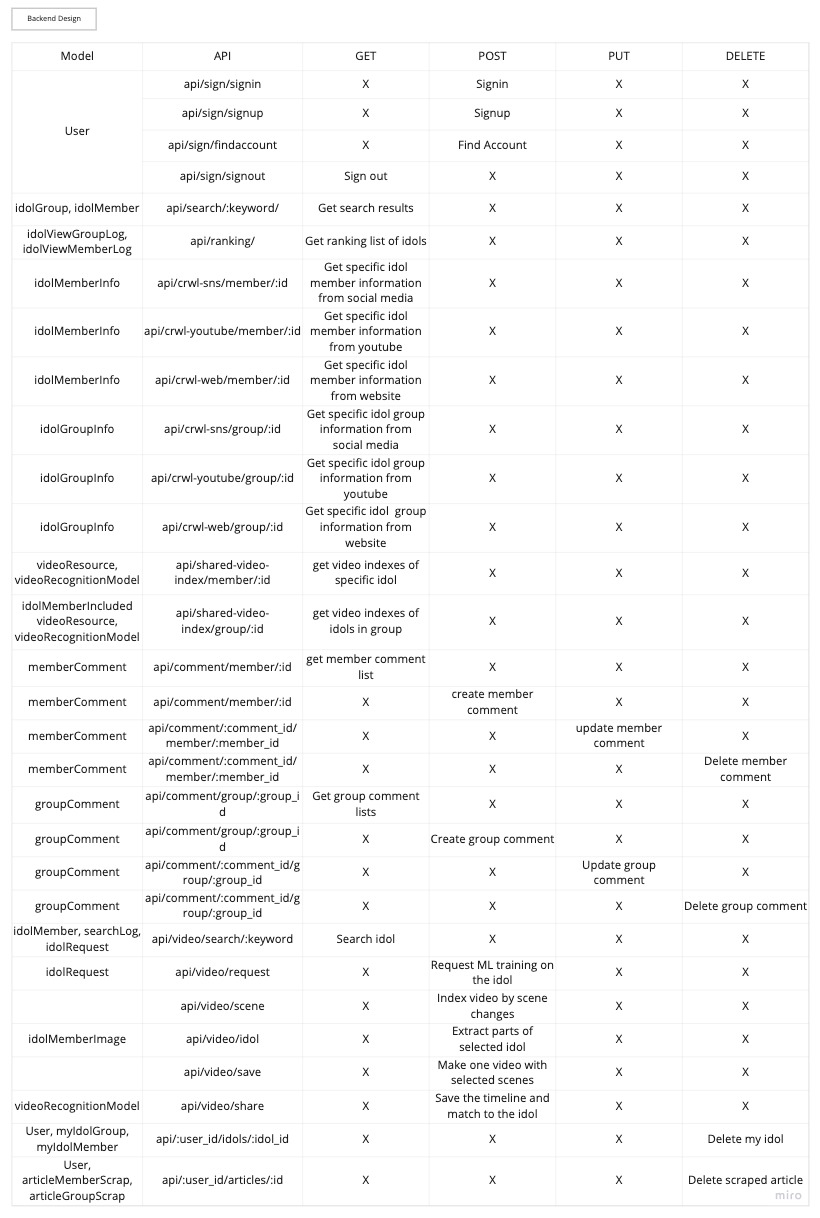 Backend Design
Model API GET POST PUT DELETE
User
api/sign/signin X Signin X X
api/sign/signup X Signup X X
api/sign/findaccount X Find Account X X
api/sign/signout Sign out X X X
idolGroup, idolMember api/search/:keyword/ Get search results X X X
idolViewGroupLog,
idolViewMemberLog
api/ranking/ Get ranking list of idols X X X
idolMemberInfo api/crwl-sns/member/:id
Get specific idol
member information
from social media
X X X
idolMemberInfo api/crwl-youtube/member/:id
Get specific idol
member information
from youtube
X X X
idolMemberInfo api/crwl-web/member/:id
Get specific idol
member information
from website
X X X
idolGroupInfo api/crwl-sns/group/:id
Get specific idol group
information from
social media
X X X
idolGroupInfo api/crwl-youtube/group/:id
Get specific idol group
information from
youtube
X X X
idolGroupInfo api/crwl-web/group/:id
Get specific idol  group
information from
website
X X X
videoResource,
videoRecognitionModel
api/shared-video-
index/member/:id
get video indexes of
specific idol
X X X
idolMemberIncluded
videoResource,
videoRecognitionModel
api/shared-video-
index/group/:id
get video indexes of
idols in group
X X X
memberComment api/comment/member/:id
get member comment
list
X X X
memberComment api/comment/member/:id X
create member
comment
X X
memberComment
api/comment/:comment_id/
member/:member_id
X X
update member
comment
X
memberComment
api/comment/:comment_id/
member/:member_id
X X X
Delete member
comment
groupComment
api/comment/group/:group_i
d
Get group comment
lists
X X X
groupComment
api/comment/group/:group_i
d
X Create group comment X X
groupComment
api/comment/:comment_id/g
roup/:group_id
X X
Update group
comment
X
groupComment
api/comment/:comment_id/g
roup/:group_id
X X X Delete group comment
idolMember, searchLog,
idolRequest
api/video/search/:keyword Search idol X X X
idolRequest api/video/request X
Request ML training on
the idol
X X
api/video/scene X
Index video by scene
changes
X X
idolMemberImage api/video/idol X
Extract parts of
selected idol
X X
api/video/save X
Make one video with
selected scenes
X X
videoRecognitionModel api/video/share X
Save the timeline and
match to the idol
X X
User, myIdolGroup,
myIdolMember
api/:user_id/idols/:idol_id X X X Delete my idol
User,
articleMemberScrap,
articleGroupScrap
api/:user_id/articles/:id X X X Delete scraped article
miro